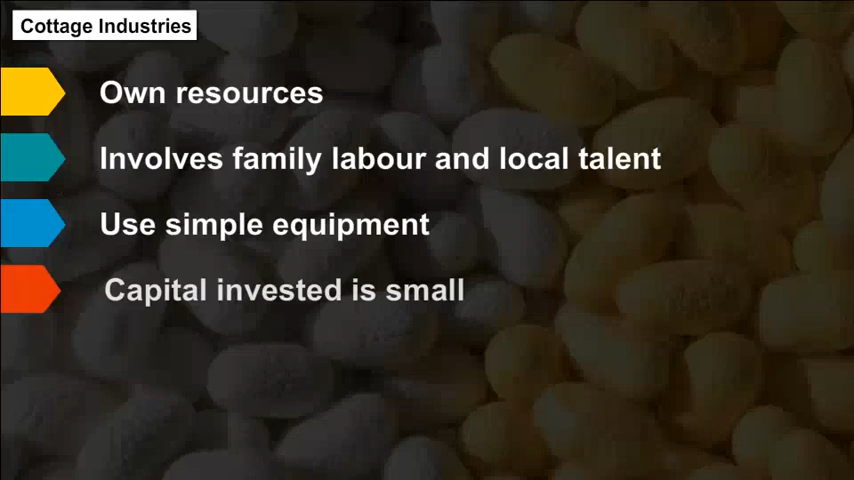 Cottage Industries
Own resources
Involves family labour and local talent
Use simple equipment
Capital invested is small